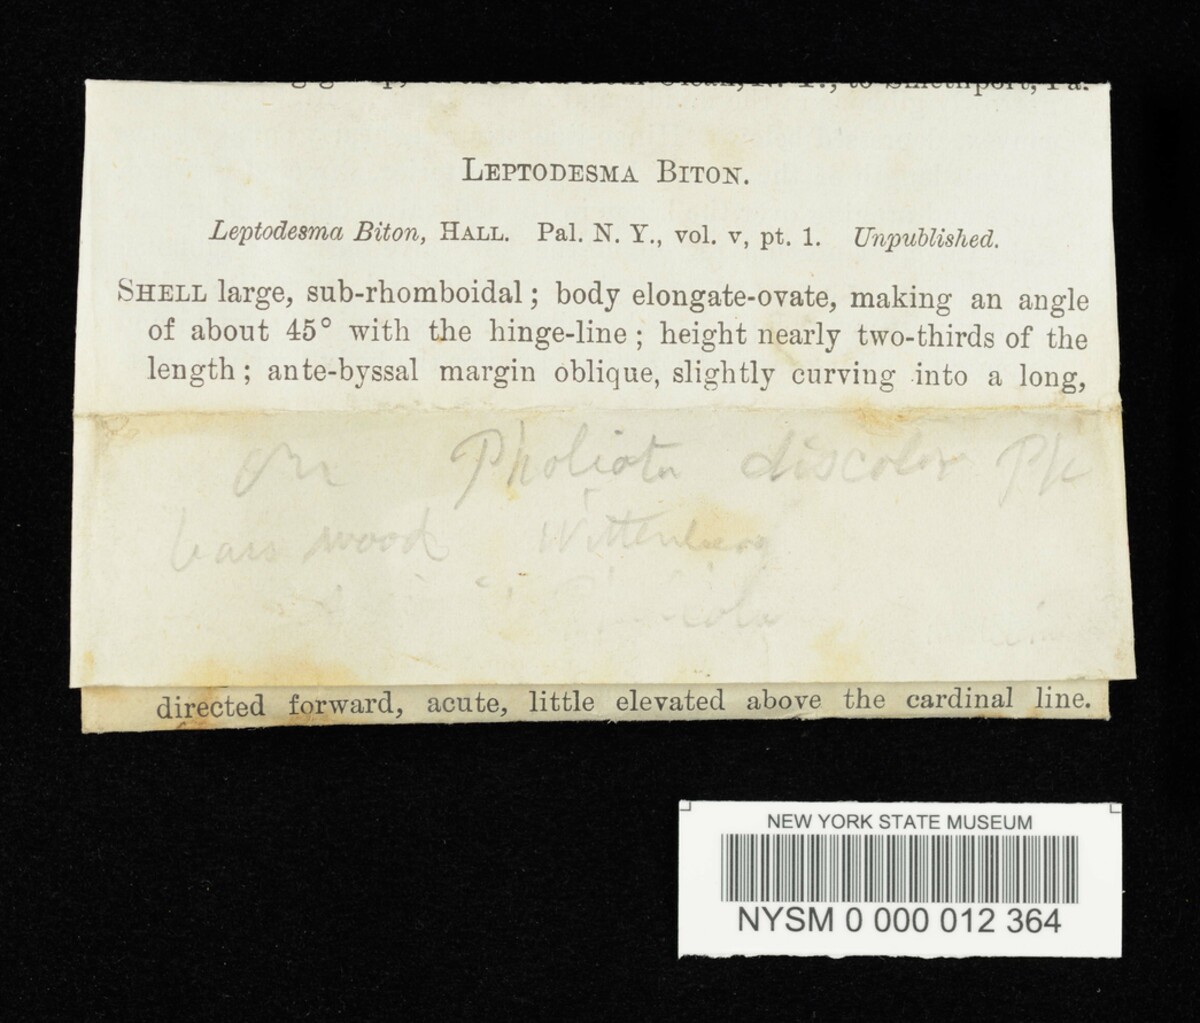 to Smethport, Pa.
LEPTODESMA BITON.
Leptodesma Biton, HALL. Pal. N. Y., vol. v, pt. 1. Unpublished.
SHELL large, sub-rhomboidal; body elongate-ovate, making an angle
of about 45° with the hinge-line; height nearly two-thirds of the
length; ante-byssal margin oblique, slightly curving into a long,
On Pholiota discolor Pk
bass wood Wittenberg
directed forward, acute, little elevated above the cardinal line.
NEW YORK STATE MUSEUM
NYSM 0 000 012 364